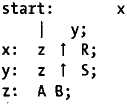 start: x
| y;
x: z ↑ R;
y: z ↑ S;
z: A B;